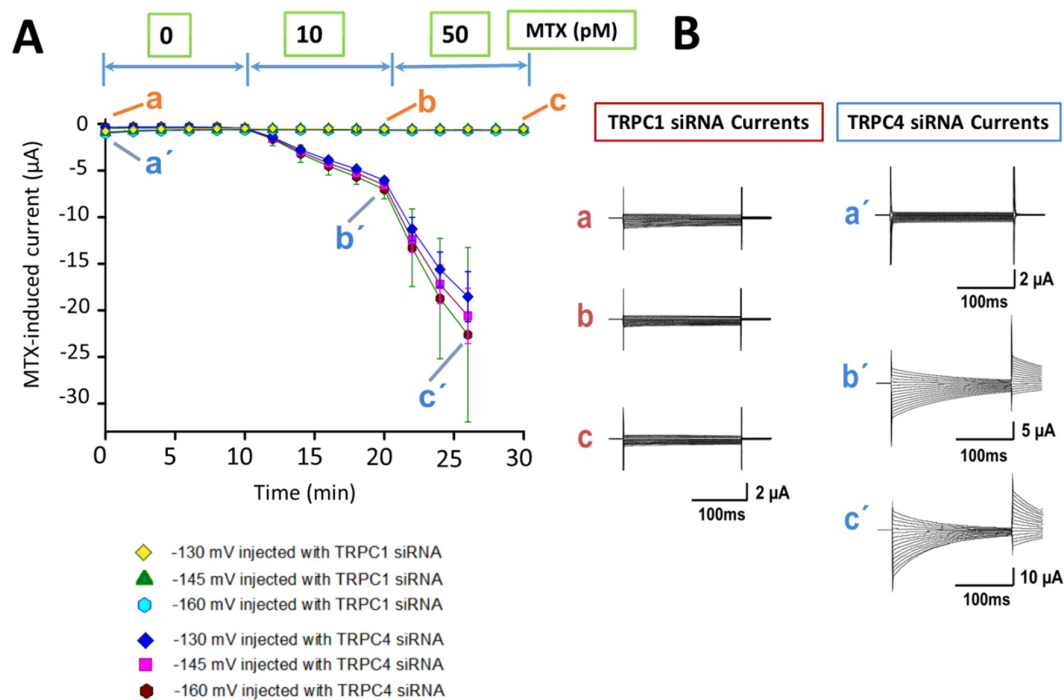 A
0
10
50
MTX (pM)
B
a
b
c
a´
b´
c´
0
-5
-10
-15
-20
-25
-30
MTX-induced current (µA)
0 5 10 15 20 25 30
Time (min)
-130 mV injected with TRPC1 siRNA
-145 mV injected with TRPC1 siRNA
-160 mV injected with TRPC1 siRNA
-130 mV injected with TRPC4 siRNA
-145 mV injected with TRPC4 siRNA
-160 mV injected with TRPC4 siRNA
TRPC1 siRNA Currents
a
b
c
2 µA
100ms
TRPC4 siRNA Currents
a´
2 µA
100ms
b´
5 µA
100ms
c´
10 µA
100ms